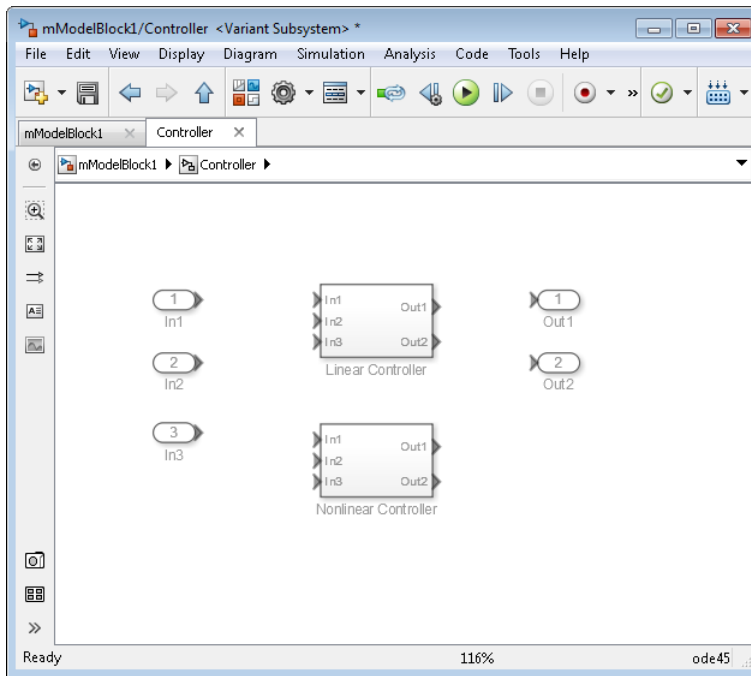 mModelBlock1/Controller <Variant Subsystem> *
File Edit View Display Diagram Simulation Analysis Code Tools Help
»
mModelBlock1 Controller
mModelBlock1 Controller
1 In1 Out1 1
In1 In2 Out1
In3 Out2
2 Linear Controller 2
In2 Out2
3 In1 Out1
In3 In2
In3 Out2
Nonlinear Controller
Ready 116% ode45